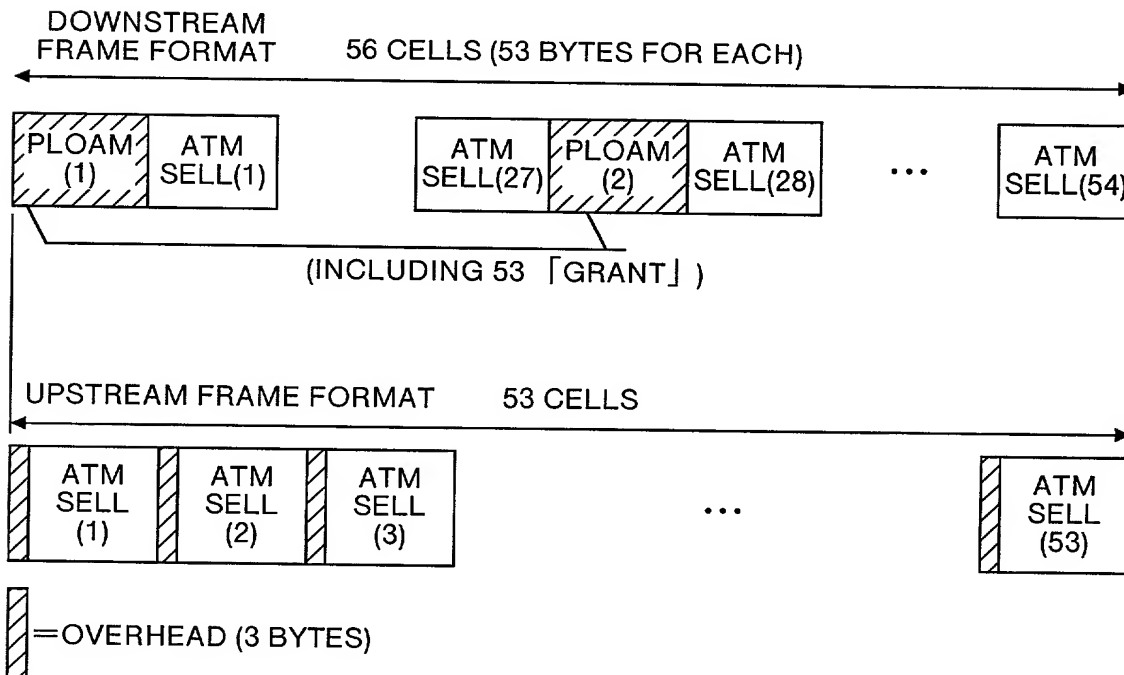 DOWNSTREAM
FRAME FORMAT 56 CELLS (53 BYTES FOR EACH)
PLOAM
(1)
ATM
SELL(1)
ATM
SELL(27)
PLOAM
(2)
ATM
SELL(28)
...
ATM
SELL(54)
(INCLUDING 53 「GRANT」)
UPSTREAM FRAME FORMAT 53 CELLS
ATM
SELL
(1)
ATM
SELL
(2)
ATM
SELL
(3)
...
ATM
SELL
(53)
=OVERHEAD (3 BYTES)